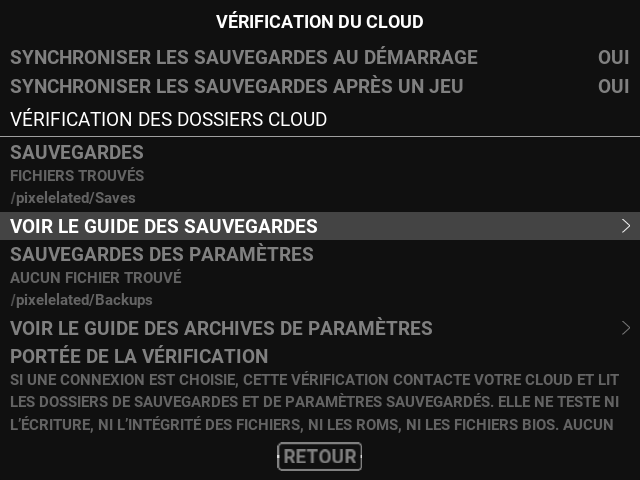 VÉRIFICATION DU CLOUD
SYNCHRONISER LES SAUVEGARDES AU DÉMARRAGE OUI
SYNCHRONISER LES SAUVEGARDES APRÈS UN JEU OUI
VÉRIFICATION DES DOSSIERS CLOUD
SAUVEGARDES
FICHIERS TROUVÉS
/pixelelated/Saves
VOIR LE GUIDE DES SAUVEGARDES
SAUVEGARDES DES PARAMÈTRES
AUCUN FICHIER TROUVÉ
/pixelelated/Backups
VOIR LE GUIDE DES ARCHIVES DE PARAMÈTRES
PORTÉE DE LA VÉRIFICATION
SI UNE CONNEXION EST CHOISIE, CETTE VÉRIFICATION CONTACTE VOTRE CLOUD ET LIT
LES DOSSIERS DE SAUVEGARDES ET DE PARAMÈTRES SAUVEGARDÉS. ELLE NE TESTE NI
L’ÉCRITURE, NI L’INTÉGRITÉ DES FICHIERS, NI LES ROMS, NI LES FICHIERS BIOS. AUCUN
RETOUR